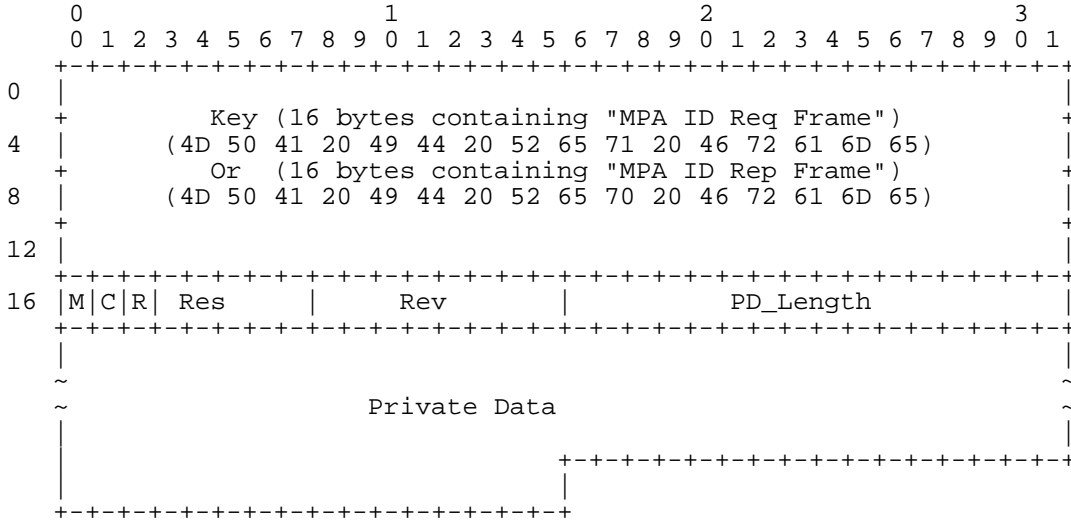 0                   1                   2                   3
       0 1 2 3 4 5 6 7 8 9 0 1 2 3 4 5 6 7 8 9 0 1 2 3 4 5 6 7 8 9 0 1
      +-+-+-+-+-+-+-+-+-+-+-+-+-+-+-+-+-+-+-+-+-+-+-+-+-+-+-+-+-+-+-+-+
   0  |                                                               |
      +         Key (16 bytes containing "MPA ID Req Frame")          +
   4  |      (4D 50 41 20 49 44 20 52 65 71 20 46 72 61 6D 65)        |
      +         Or  (16 bytes containing "MPA ID Rep Frame")          +
   8  |      (4D 50 41 20 49 44 20 52 65 70 20 46 72 61 6D 65)        |
      +                                                               +
   12 |                                                               |
      +-+-+-+-+-+-+-+-+-+-+-+-+-+-+-+-+-+-+-+-+-+-+-+-+-+-+-+-+-+-+-+-+
   16 |M|C|R| Res     |     Rev       |          PD_Length            |
      +-+-+-+-+-+-+-+-+-+-+-+-+-+-+-+-+-+-+-+-+-+-+-+-+-+-+-+-+-+-+-+-+
      |                                                               |
      ~                                                               ~
      ~                   Private Data                                ~
      |                                                               |
      |                               +-+-+-+-+-+-+-+-+-+-+-+-+-+-+-+-+
      |                               |
      +-+-+-+-+-+-+-+-+-+-+-+-+-+-+-+-+